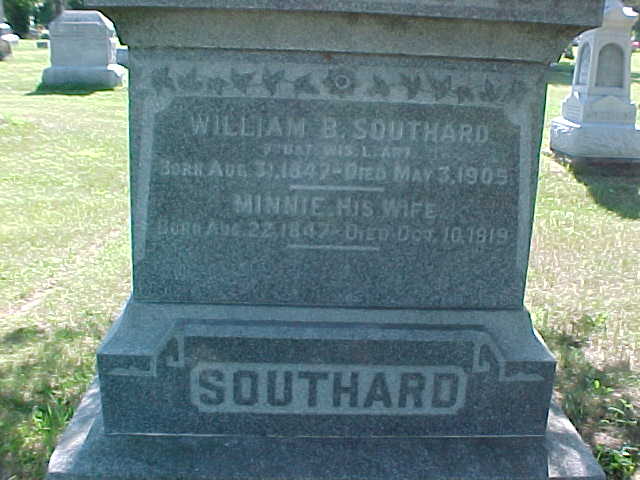 WILLIAM B. SOUTHARD
7 BAT. WIS. L. ART.
BORN AUG. 31, 1847 - DIED MAY 3, 1905
MINNIE, HIS WIFE
BORN AUG. 22, 1847 - DIED OCT. 10, 1919
SOUTHARD